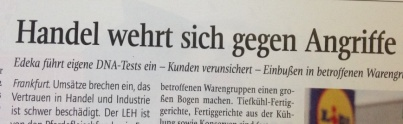 Handel wehrt sich gegen Angriffe
Edeka führt eigene DNA-Tests ein – Kunden verunsichert – Einbußen in betroffenen Warengr
Frankfurt. Umsätze brechen ein, das
Vertrauen in Handel und Industrie
ist schwer beschädigt. Der LEH ist
betroffenen Warengruppen einen gro-
ßen Bogen machen. Tiefkühl-Fertig-
gerichte, Fertiggerichte aus der Küh-